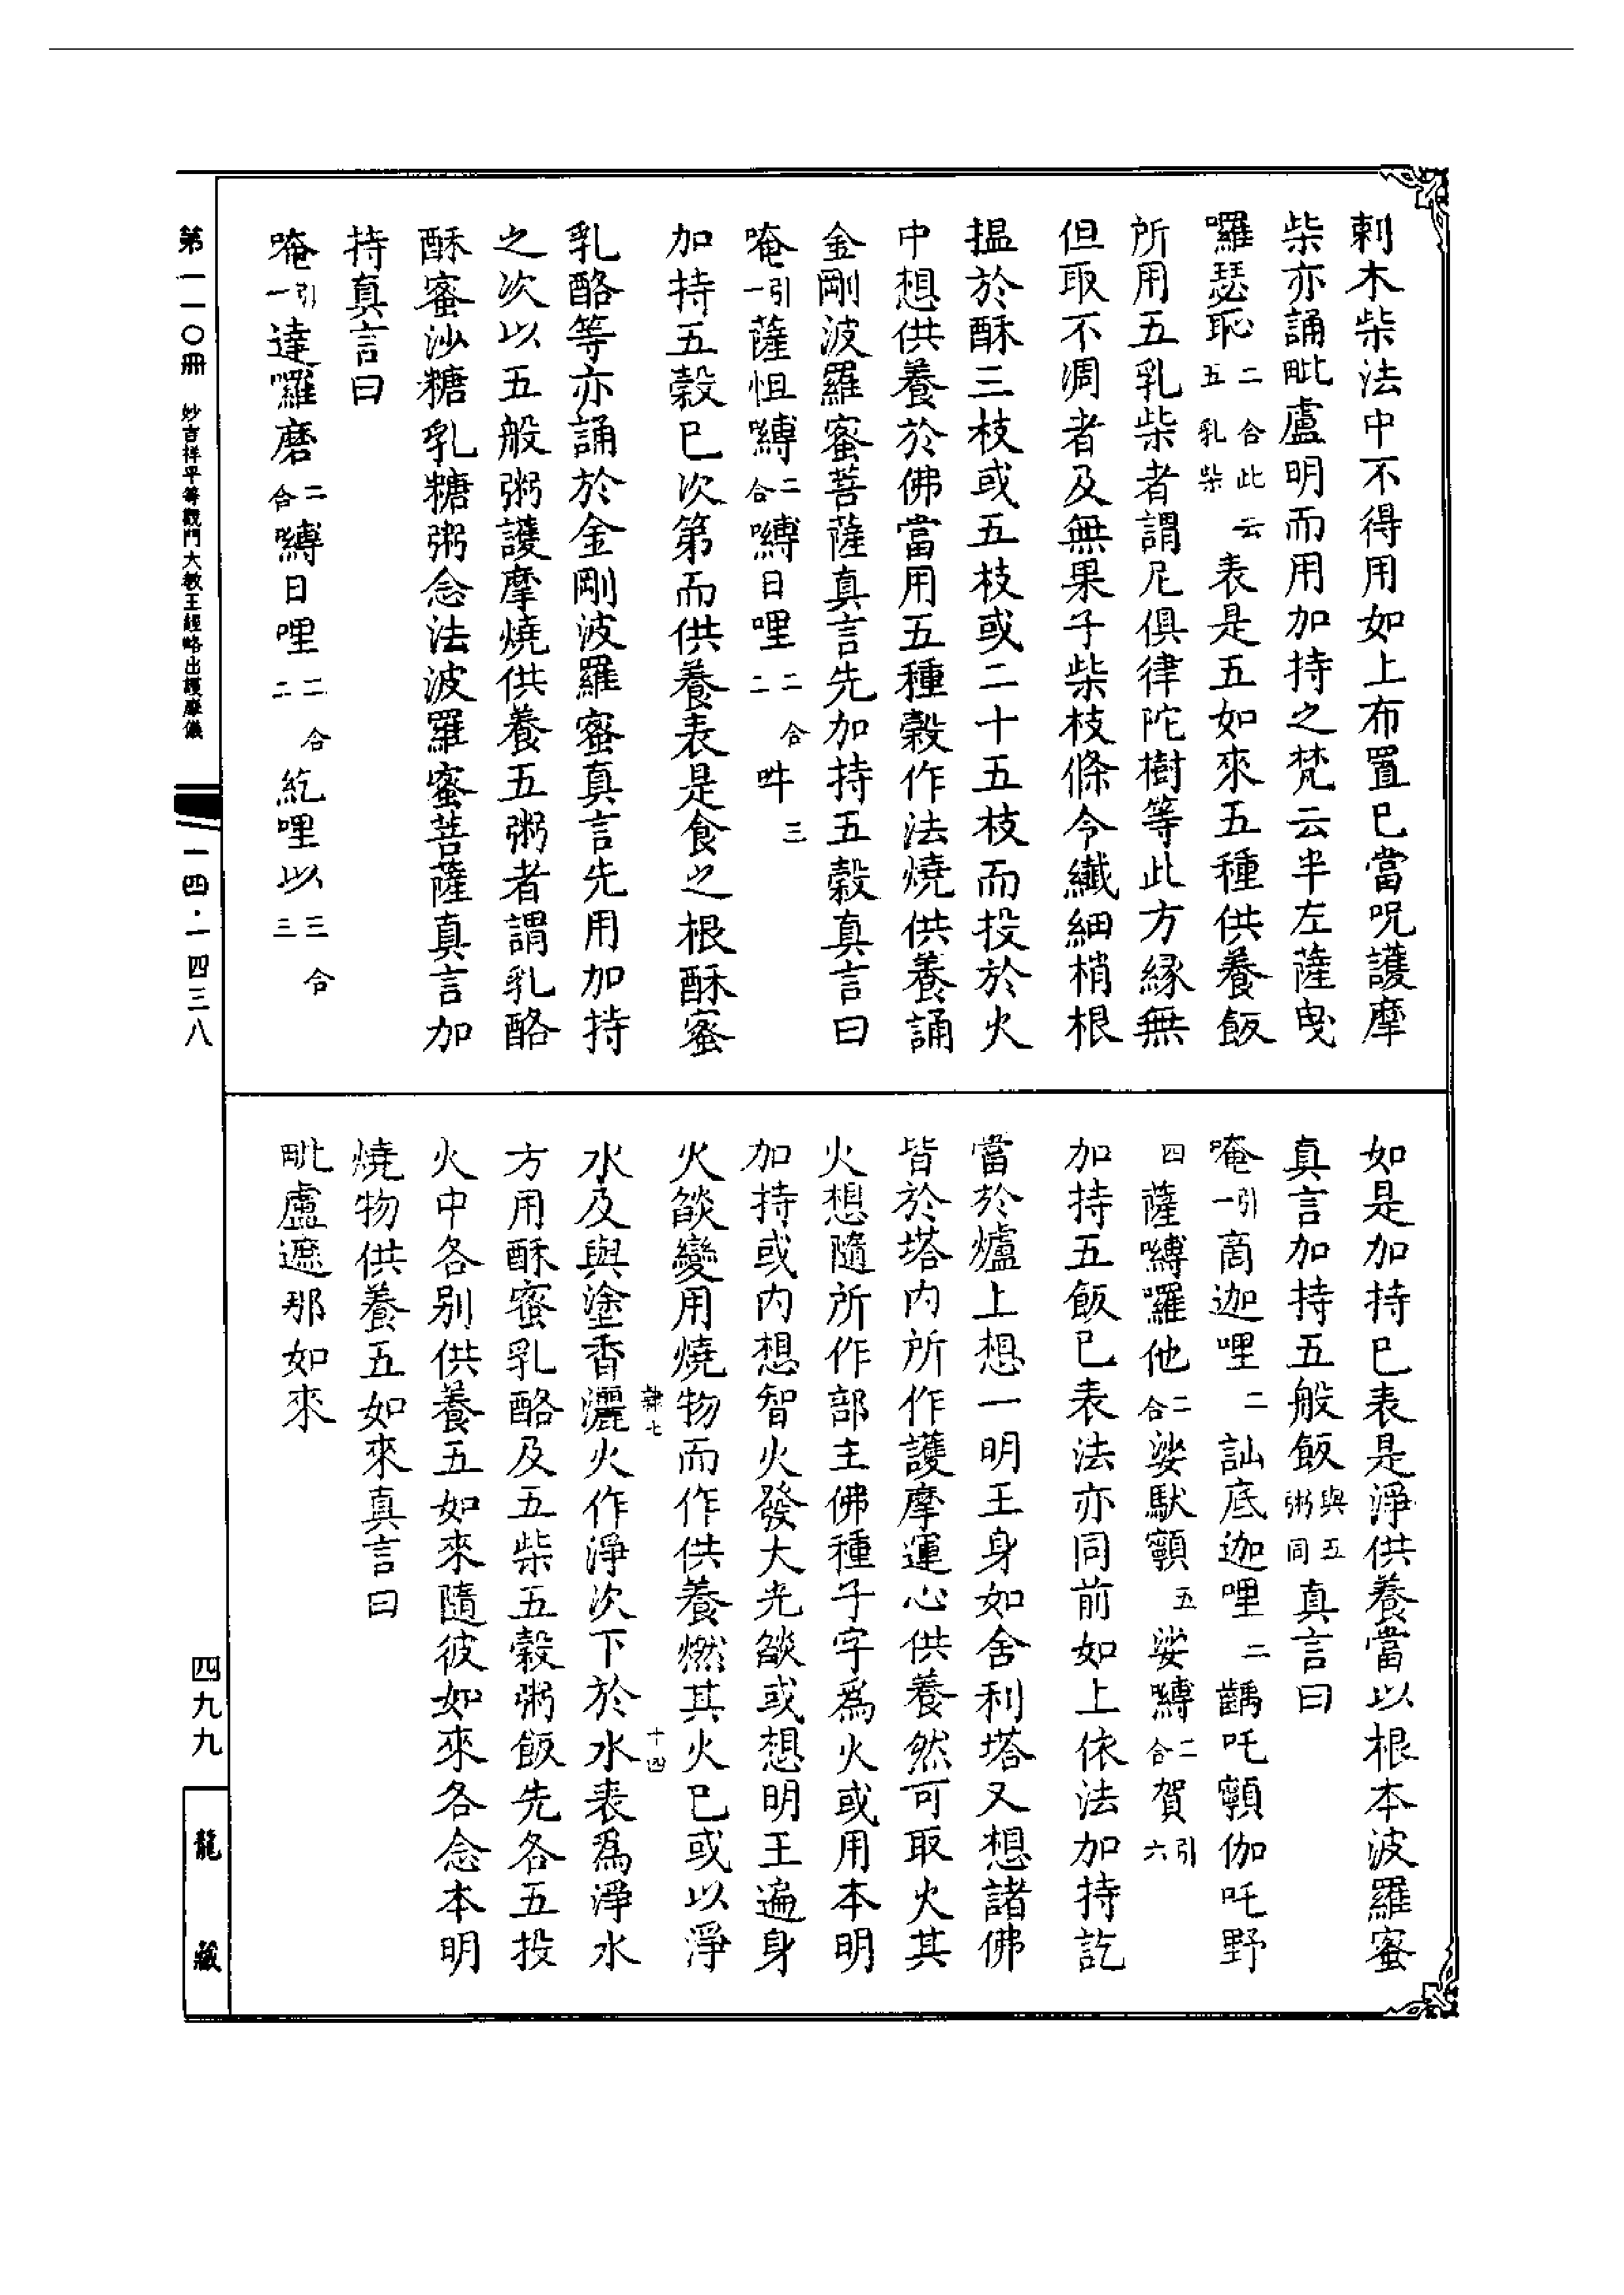 剌木柴法中不得用如上布置已當呪護摩
柴亦誦毗盧明而用加持之梵云半左薩曳
囉瑟恥二合此云五乳柴表是五如來五種供養飯
所用五乳柴者謂尼俱律陀樹等此方緣無
但取不凋者及無果子柴枝條令纖細梢根
搵於酥三枝或五枝或二十五枝而投於火
中想供養於佛當用五種穀作法燒供養誦
金剛波羅蜜菩薩真言先加持五穀真言曰
唵引一薩怛嚩二合嚩日哩二合二吽三
加持五穀已次第而供養表是食之根酥蜜
乳酪等亦誦於金剛波羅蜜真言先用加持
之次以五般粥護摩燒供養五粥者謂乳酪
酥蜜沙糖乳糖粥念法波羅蜜菩薩真言加
持真言曰
唵引一達囉磨二合嚩日哩二合二紇哩以三合三
如是加持已表是淨供養當以根本波羅蜜
真言加持五般飯與五粥同真言曰
唵引一商迦哩二訕底迦哩二齲吒顐伽吒野
四薩嚩囉他二合娑馱顐五娑嚩二合賀引六
加持五飯已表法亦同前如上依法加持訖
當於爐上想一明王身如舍利塔又想諸佛
皆於塔內所作護摩運心供養然可取火其
火想隨所作部主佛種子字為火或用本明
加持或內想智火發大光燄或想明王遍身
火燄變用燒物而作供養燃其火已或以淨
水及與塗香灑火作淨次下於水表為淨水
方用酥蜜乳酪及五柴五穀粥飯先各五投
火中各別供養五如來隨彼如來各念本明
燒物供養五如來真言曰
毗盧遮那如來
隸七
十四
第一一〇冊 妙吉祥平等觀門大教王經略出護摩儀
一四·一四三八
四九九
龍藏